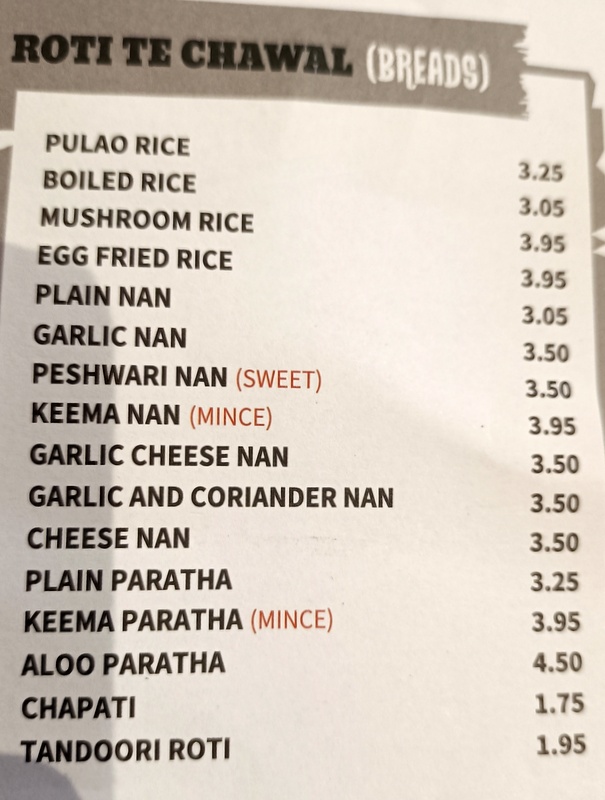 ROTI TE CHAWAL (BREADS)
PULAO RICE 3.25
BOILED RICE 3.05
MUSHROOM RICE 3.95
EGG FRIED RICE 3.95
PLAIN NAN 3.05
GARLIC NAN 3.50
PESHWARI NAN (SWEET) 3.50
KEEMA NAN (MINCE) 3.95
GARLIC CHEESE NAN 3.50
GARLIC AND CORIANDER NAN 3.50
CHEESE NAN 3.50
PLAIN PARATHA 3.25
KEEMA PARATHA (MINCE) 3.95
ALOO PARATHA 4.50
CHAPATI 1.75
TANDOORI ROTI 1.95